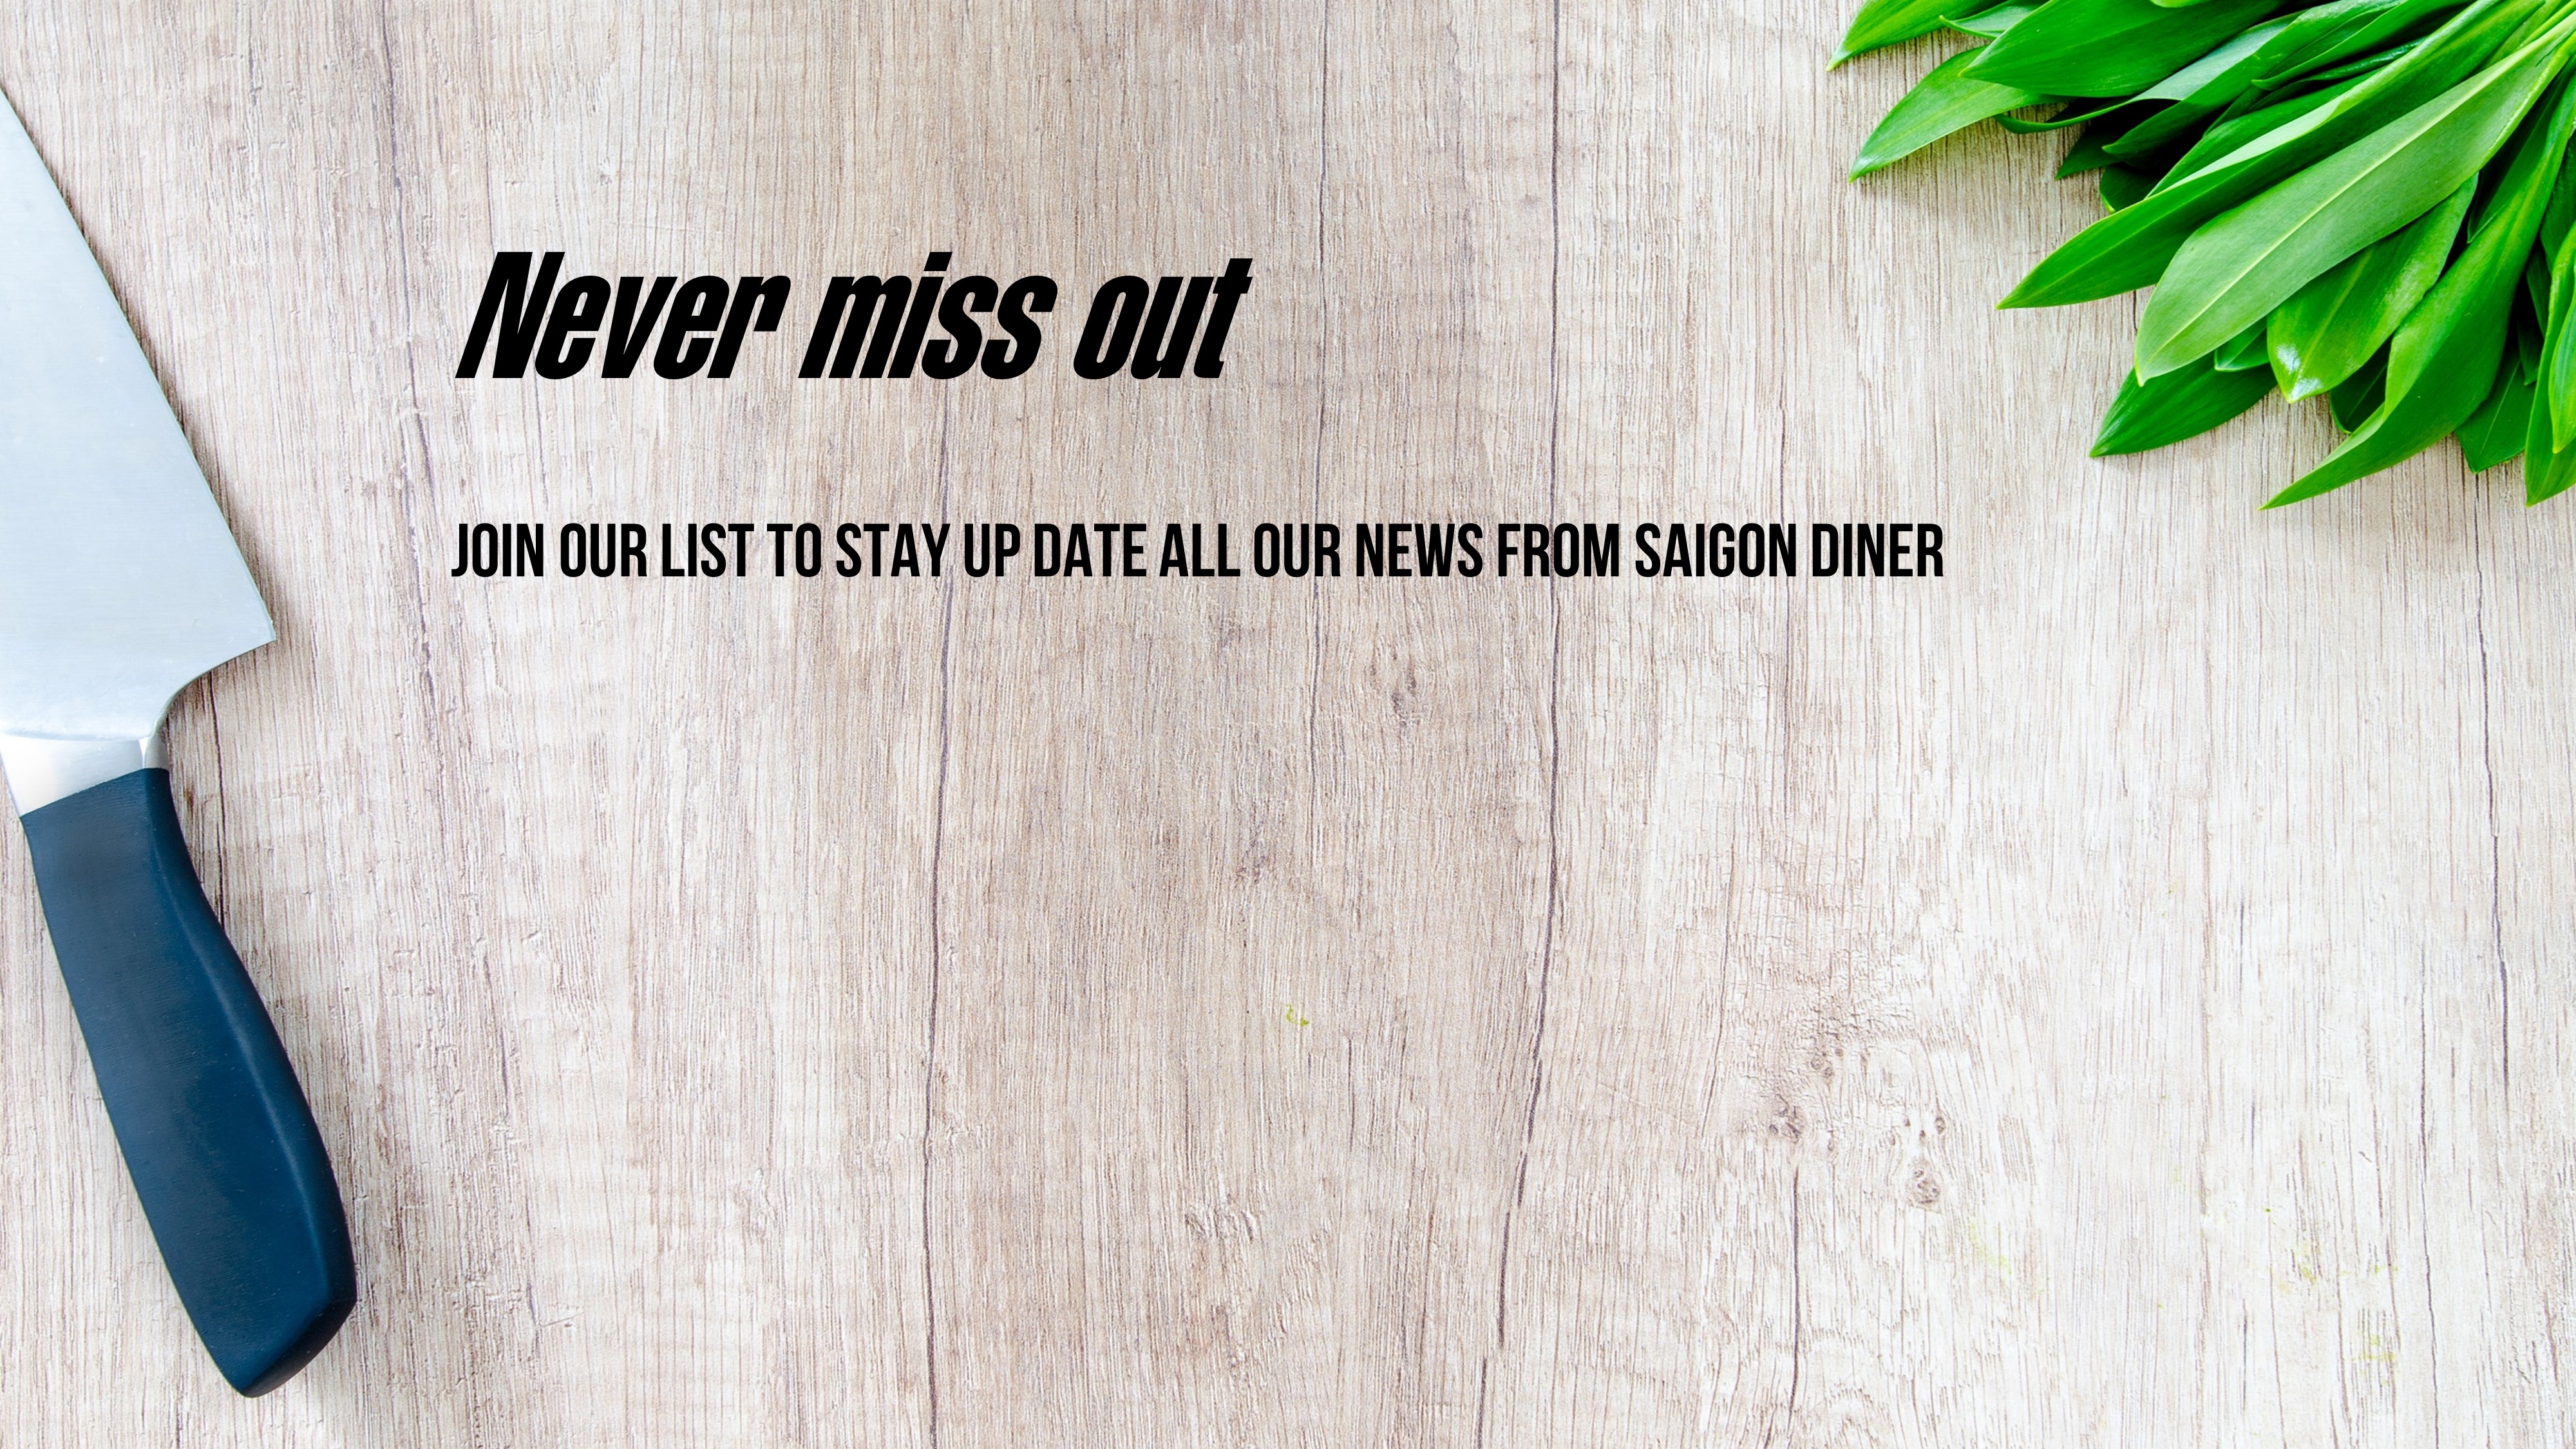 Never miss out
JOIN OUR LIST TO STAY UP DATE ALL OUR NEWS FROM SAIGON DINER